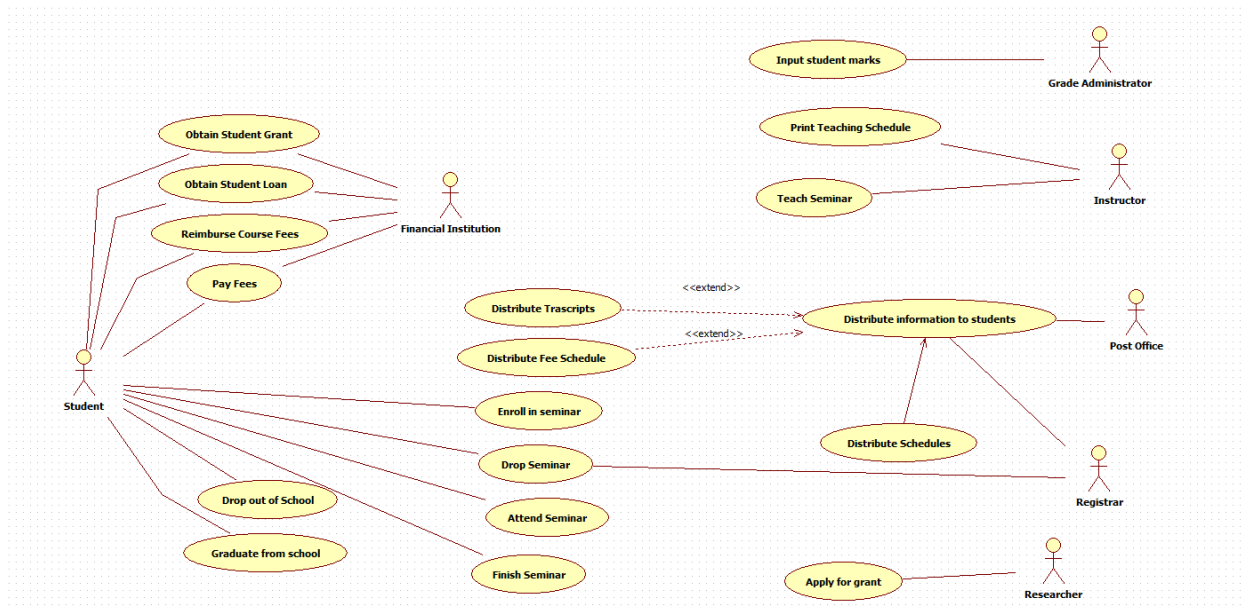 Input student marks
Grade Administrator
Obtain Student Grant
Print Teaching Schedule
Obtain Student Loan
Teach Seminar
Instructor
Financial Institution
Reimburse Course Fees
Pay Fees
<<extend>>
Distribute Trascripts
Distribute information to students
<<extend>>
Post Office
Distribute Fee Schedule
Student
Enroll in seminar
Distribute Schedules
Drop Seminar
Drop out of School
Registrar
Attend Seminar
Graduate from school
Finish Seminar
Apply for grant
Researcher